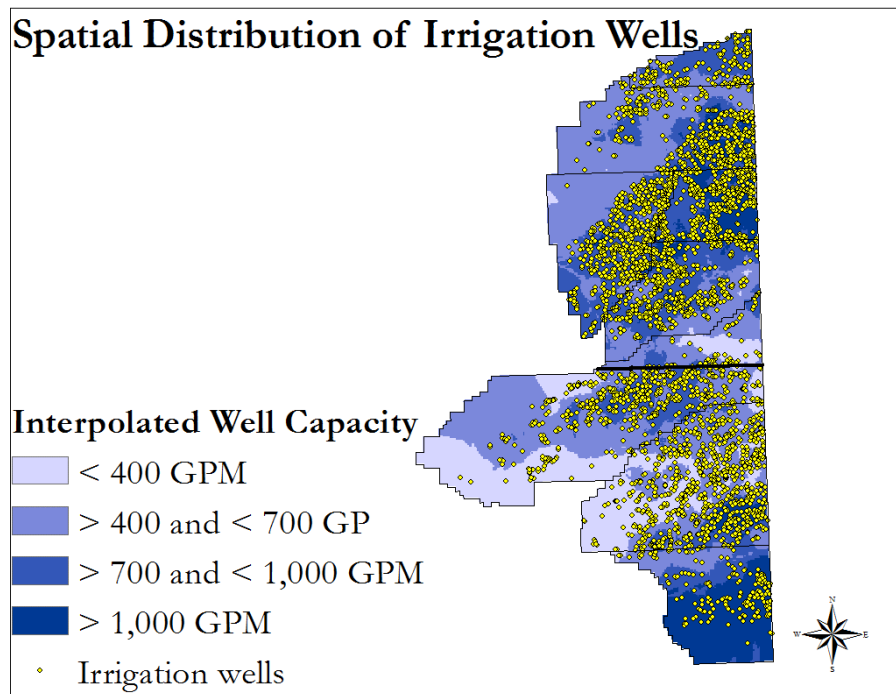 Spatial Distribution of Irrigation Wells
Interpolated Well Capacity
< 400 GPM
> 400 and < 700 GP
> 700 and < 1,000 GPM
> 1,000 GPM
Irrigation wells
N
W E
S